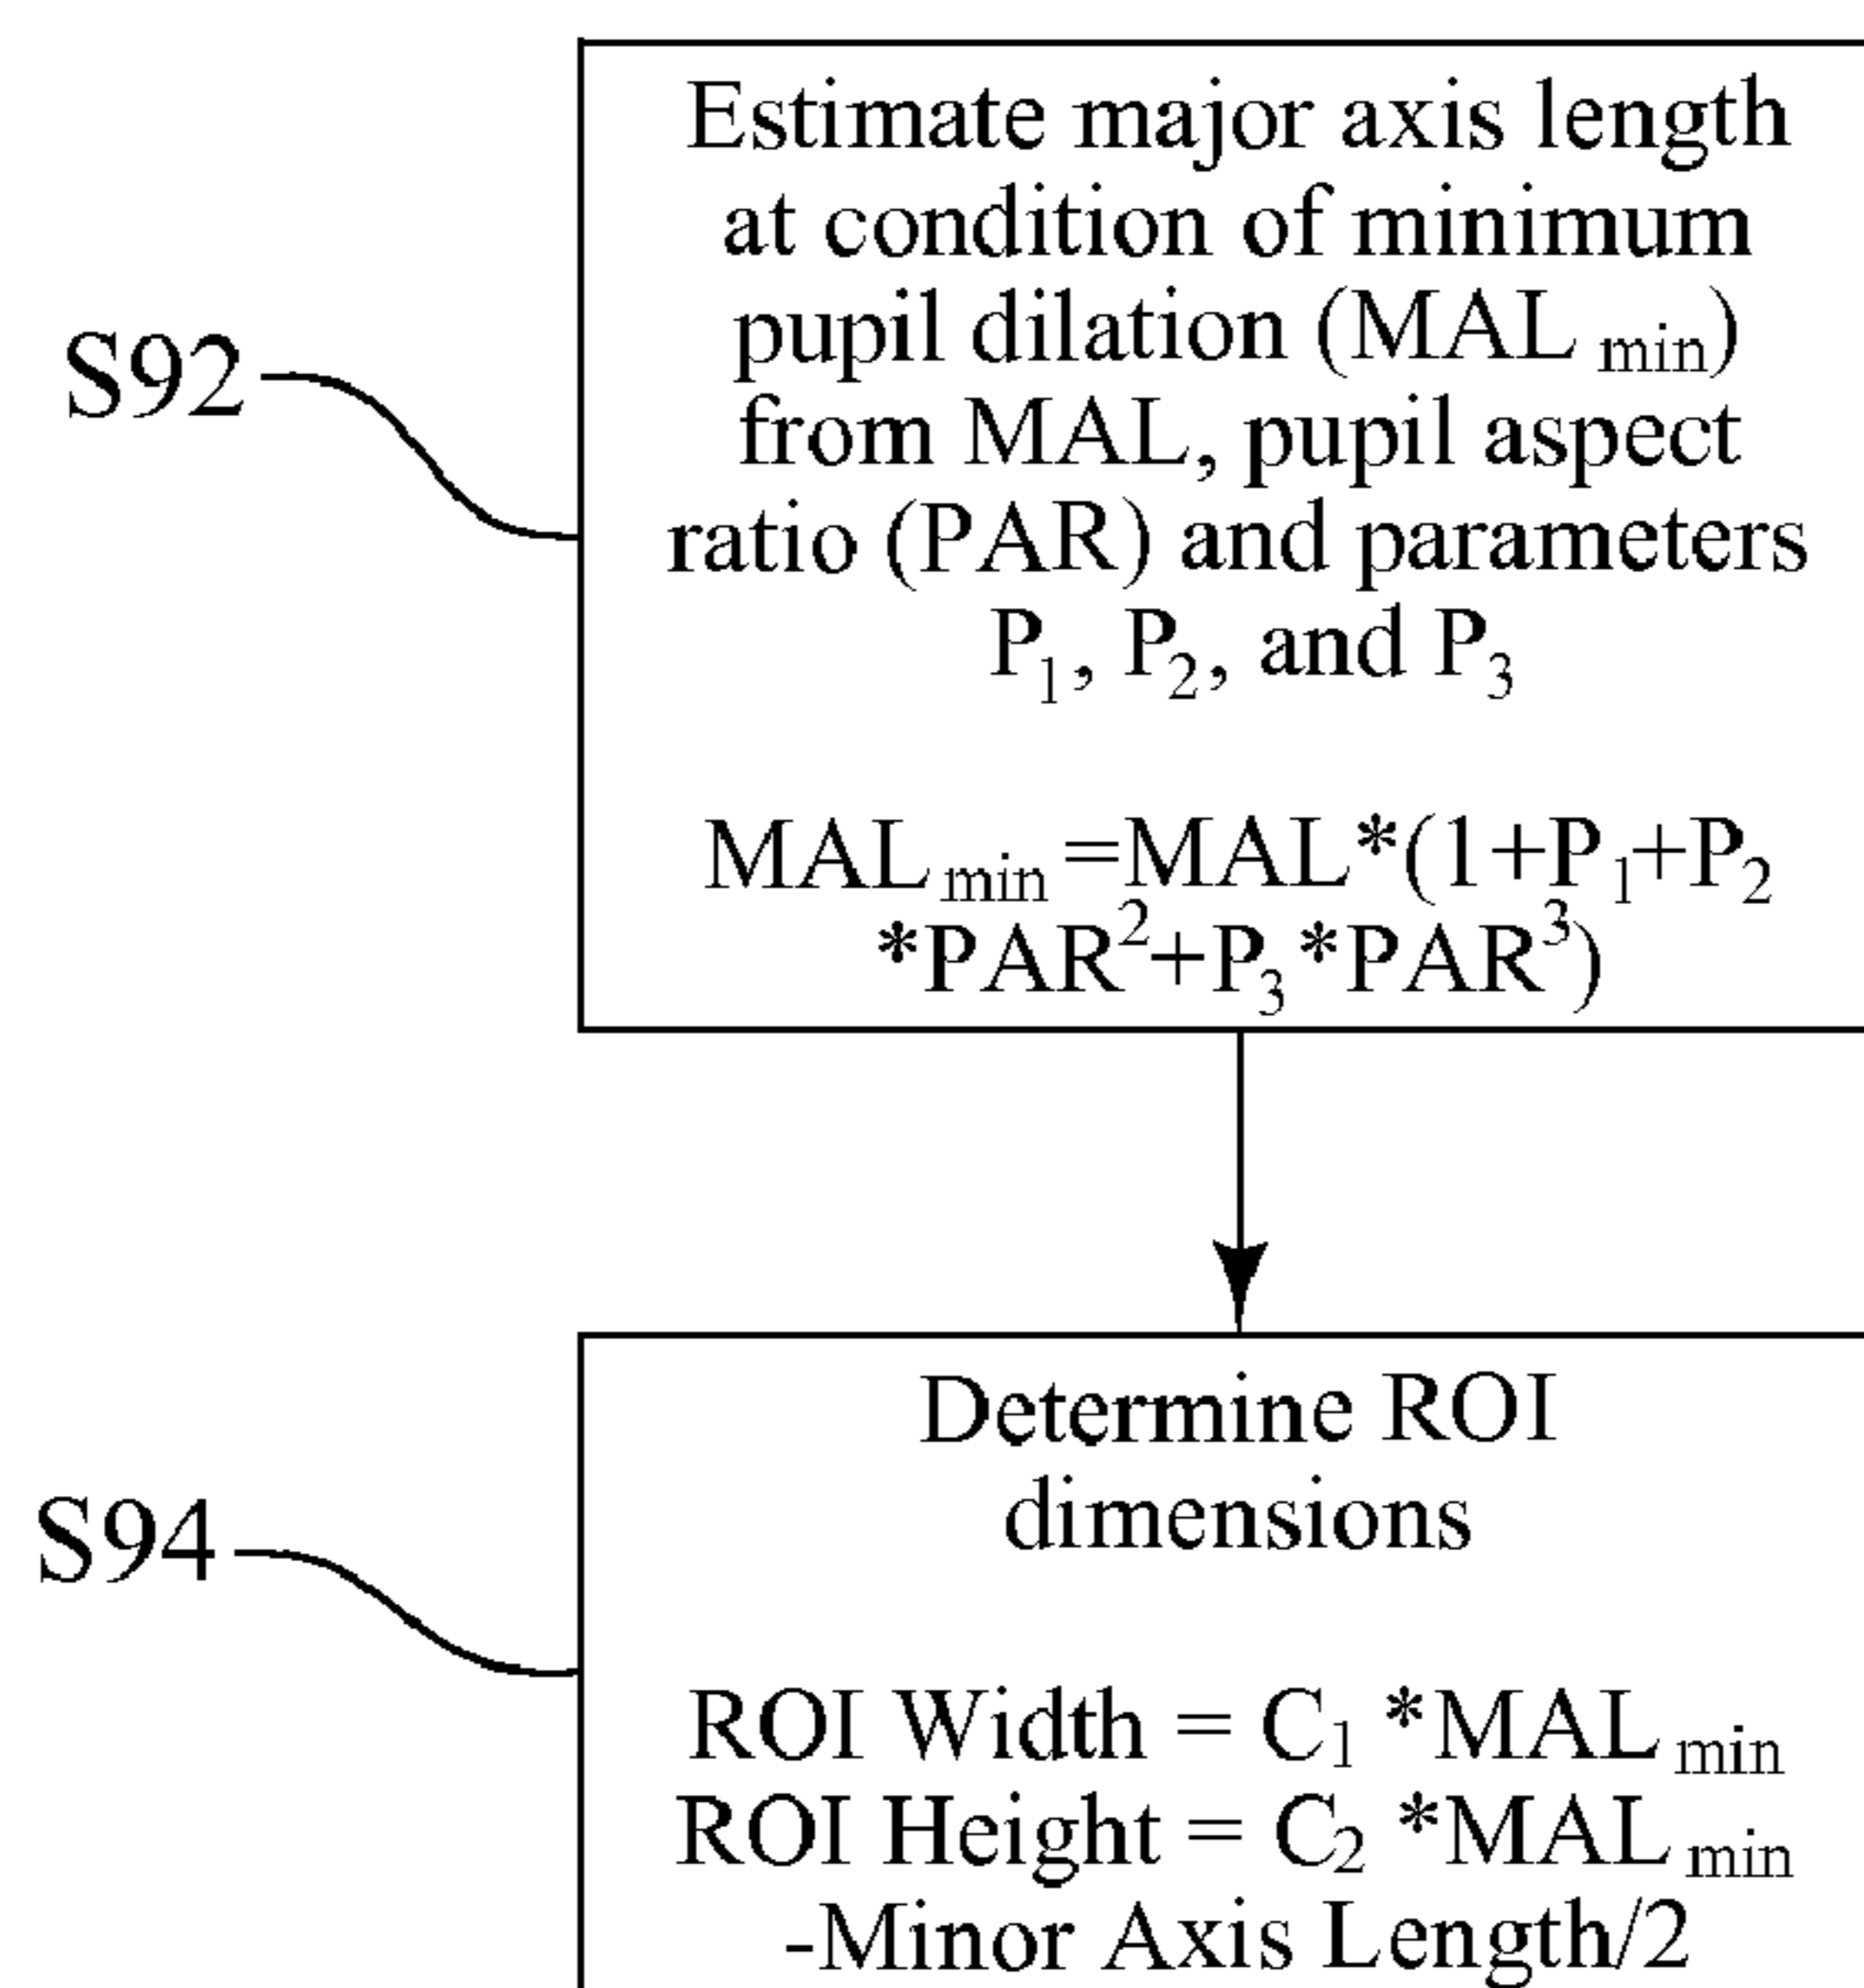 Estimate major axis length
at condition of minimum
pupil dilation (MAL min)
from MAL, pupil aspect
ratio (PAR) and parameters
P1, P2, and P3
MAL min =MAL*(1+P1+P2
*PAR²+P3*PAR³)
S92
Determine ROI
dimensions
ROI Width = C1 *MAL min
ROI Height = C2 *MAL min
-Minor Axis Length/2
S94